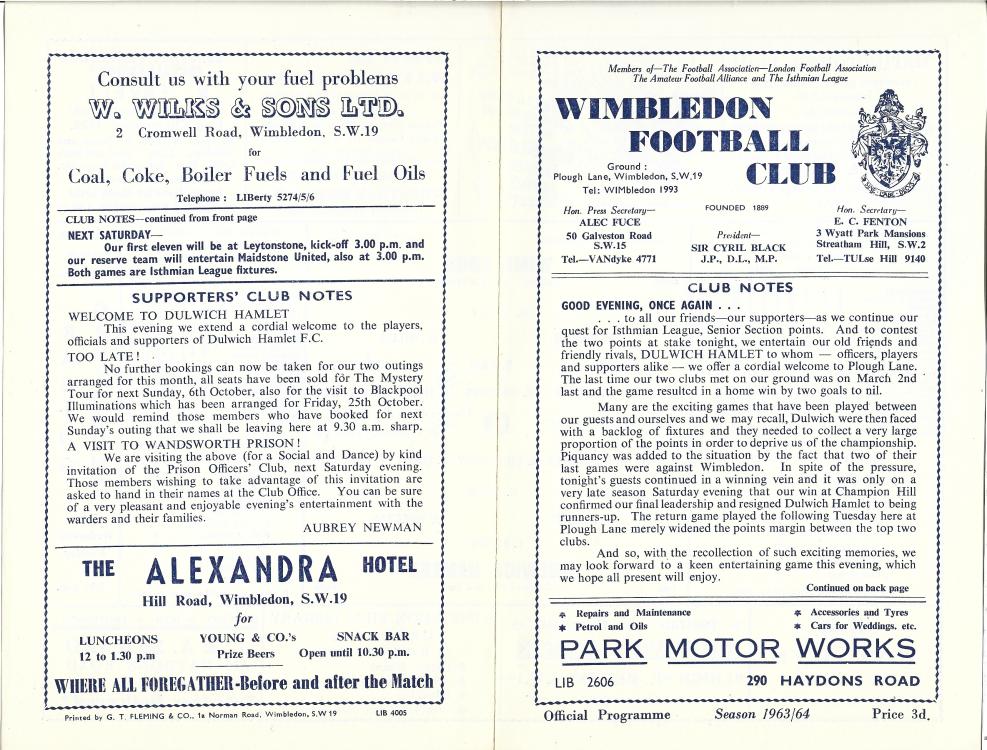 Consult us with your fuel problems
W. WILKS & SONS LTD.
2 Cromwell Road, Wimbledon, S.W.19
for
Coal, Coke, Boiler Fuels and Fuel Oils
Telephone : LIBerty 5274/5/6
CLUB NOTES—continued from front page
NEXT SATURDAY—
Our first eleven will be at Leytonstone, kick-off 3.00 p.m. and
our reserve team will entertain Maidstone United, also at 3.00 p.m.
Both games are Isthmian League fixtures.
SUPPORTERS' CLUB NOTES
WELCOME TO DULWICH HAMLET
This evening we extend a cordial welcome to the players,
officials and supporters of Dulwich Hamlet F.C.
TOO LATE !
No further bookings can now be taken for our two outings
arranged for this month, all seats have been sold for The Mystery
Tour for next Sunday, 6th October, also for the visit to Blackpool
Illuminations which has been arranged for Friday, 25th October.
We would remind those members who have booked for next
Sunday's outing that we shall be leaving here at 9.30 a.m. sharp.
A VISIT TO WANDSWORTH PRISON !
We are visiting the above (for a Social and Dance) by kind
invitation of the Prison Officers' Club, next Saturday evening.
Those members wishing to take advantage of this invitation are
asked to hand in their names at the Club Office. You can be sure
of a very pleasant and enjoyable evening's entertainment with the
warders and their families.
AUBREY NEWMAN
THE ALEXANDRA HOTEL
Hill Road, Wimbledon, S.W.19
for
LUNCHEONS YOUNG & CO.'s SNACK BAR
12 to 1.30 p.m Prize Beers Open until 10.30 p.m.
WHERE ALL FOREGATHER-Before and after the Match
Printed by G. T. FLEMING & CO., 1a Norman Road, Wimbledon, S.W 19 LIB 4005
Members of—The Football Association—London Football Association
The Amateur Football Alliance and The Isthmian League
WIMBLEDON
FOOTBALL
CLUB
Ground :
Plough Lane, Wimbledon, S.W.19
Tel: WIMbledon 1993
FOUNDED 1889
Hon. Press Secretary—
ALEC FUCE
50 Galveston Road
S.W.15
Tel.—VANdyke 4771
President—
SIR CYRIL BLACK
J.P., D.L., M.P.
Hon. Secretary—
E. C. FENTON
3 Wyatt Park Mansions
Streatham Hill, S.W.2
Tel.—TULse Hill 9140
CLUB NOTES
GOOD EVENING, ONCE AGAIN . . .
. . . to all our friends—our supporters—as we continue our
quest for Isthmian League, Senior Section points. And to contest
the two points at stake tonight, we entertain our old friends and
friendly rivals, DULWICH HAMLET to whom — officers, players
and supporters alike — we offer a cordial welcome to Plough Lane.
The last time our two clubs met on our ground was on March 2nd
last and the game resulted in a home win by two goals to nil.
Many are the exciting games that have been played between
our guests and ourselves and we may recall, Dulwich were then faced
with a backlog of fixtures and they needed to collect a very large
proportion of the points in order to deprive us of the championship.
Piquancy was added to the situation by the fact that two of their
last games were against Wimbledon. In spite of the pressure,
tonight's guests continued in a winning vein and it was only on a
very late season Saturday evening that our win at Champion Hill
confirmed our final leadership and resigned Dulwich Hamlet to being
runners-up. The return game played the following Tuesday here at
Plough Lane merely widened the points margin between the top two
clubs.
And so, with the recollection of such exciting memories, we
may look forward to a keen entertaining game this evening, which
we hope all present will enjoy.
Continued on back page
* Repairs and Maintenance * Accessories and Tyres
* Petrol and Oils * Cars for Weddings. etc.
PARK MOTOR WORKS
LIB 2606 290 HAYDONS ROAD
Official Programme Season 1963/64 Price 3d.